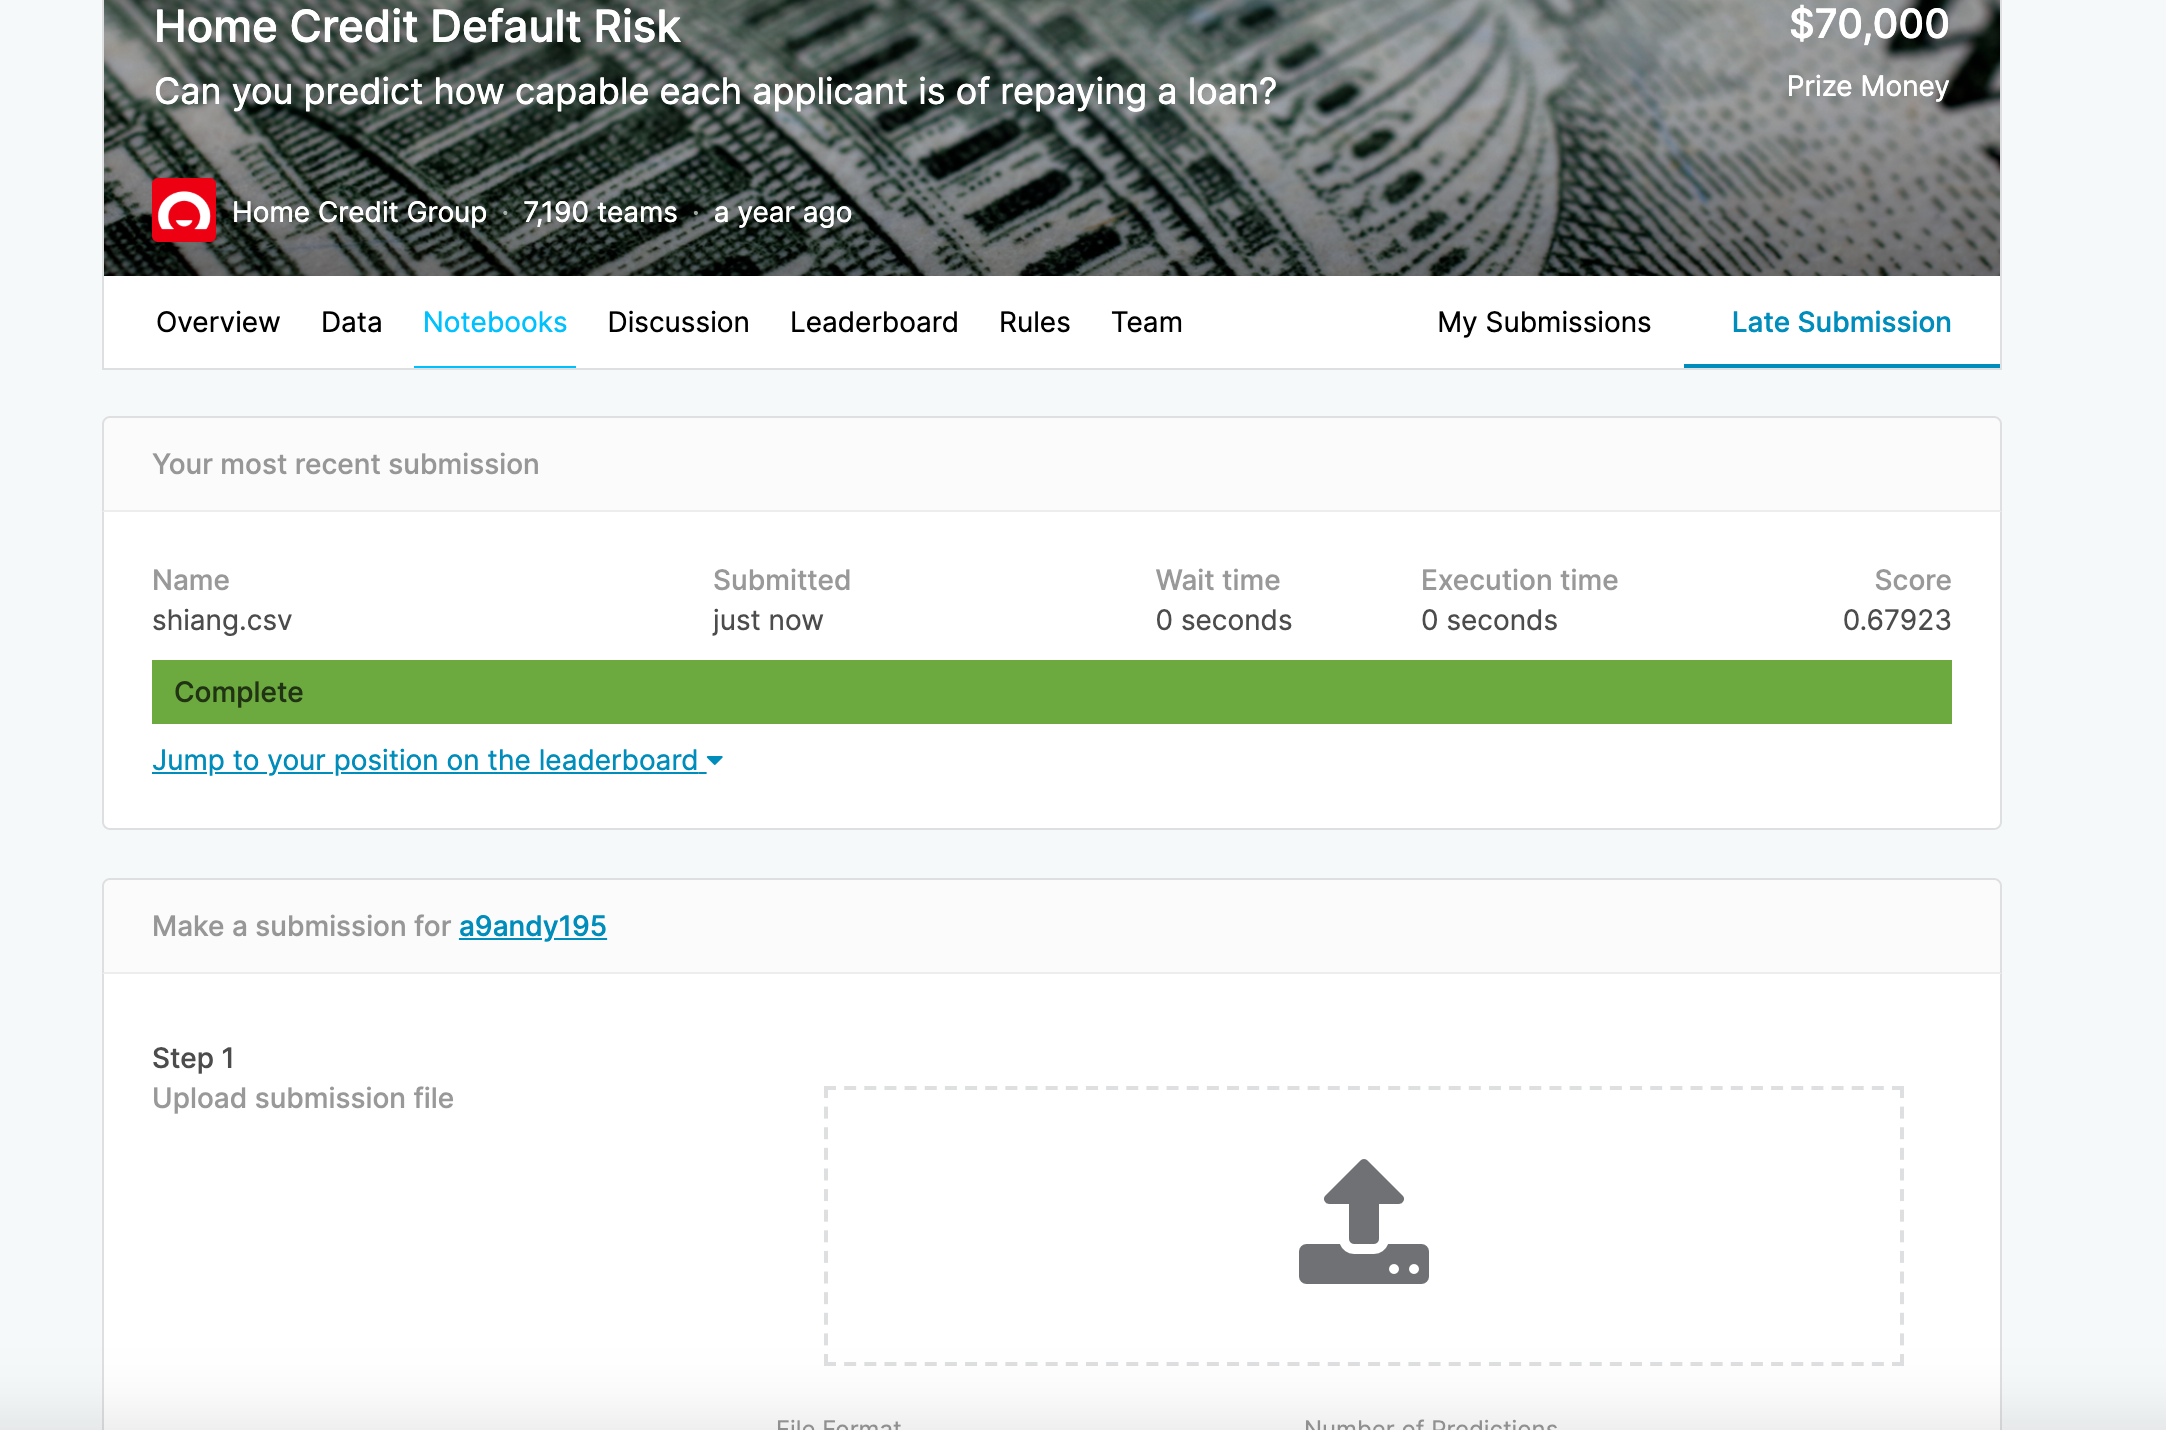 Home Credit Default Risk
$70,000
Can you predict how capable each applicant is of repaying a loan?
Prize Money
Home Credit Group · 7,190 teams · a year ago
Overview Data Notebooks Discussion Leaderboard Rules Team My Submissions Late Submission
Your most recent submission
Name Submitted Wait time Execution time Score
shiang.csv just now 0 seconds 0 seconds 0.67923
Complete
Jump to your position on the leaderboard
Make a submission for a9andy195
Step 1
Upload submission file
File Format Number of Predictions